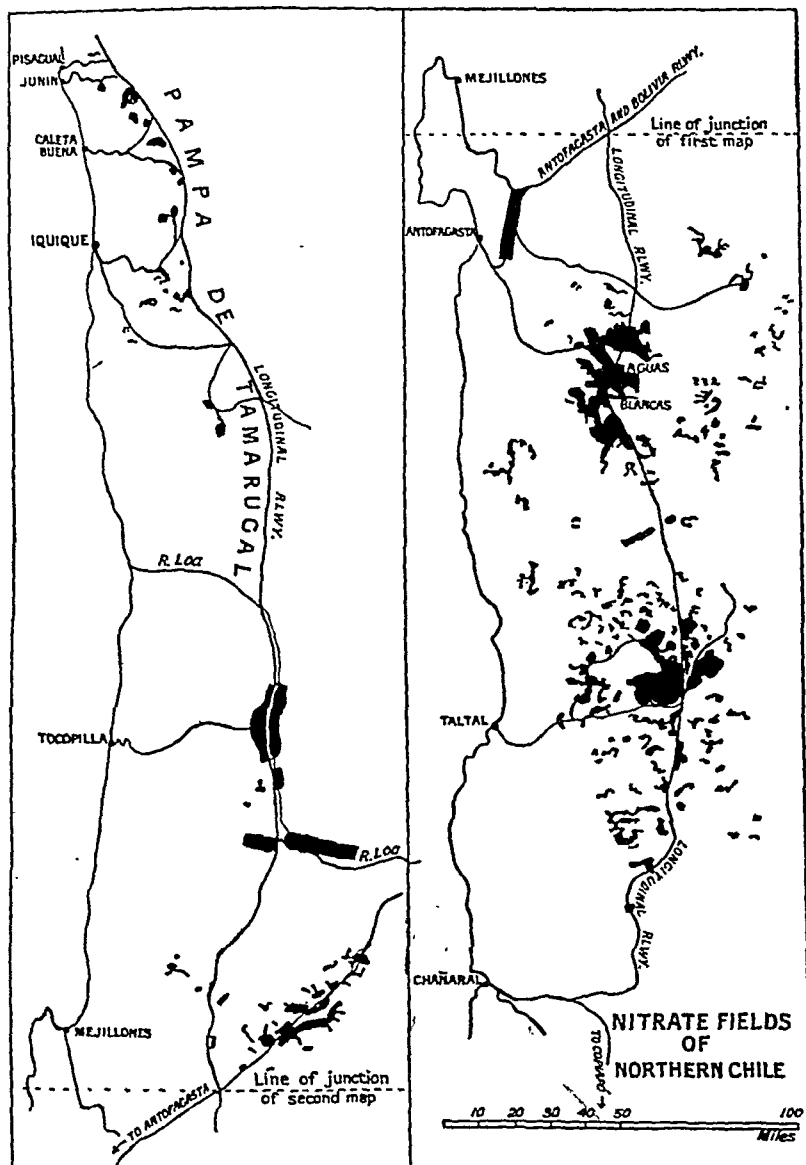 PISAGUA
JUNIN
CALETA
BUENA
IQUIQUE
PAMPA DE TAMARUGAL
LONGITUDINAL RLWY.
R. Loa
TOCOPILLA
R. Loa
MEJILLONES
Line of junction
of second map
TO ANTOFAGASTA
MEJILLONES
ANTOFAGASTA AND BOLIVIA RLWY.
Line of junction
of first map
LONGITUDINAL RLWY.
ANTOFAGASTA
AGUAS
BLANCAS
TALTAL
LONGITUDINAL RLWY.
CHAÑARAL
TO COPIAPO
NITRATE FIELDS
OF
NORTHERN CHILE
10 20 30 40 50 100
Miles